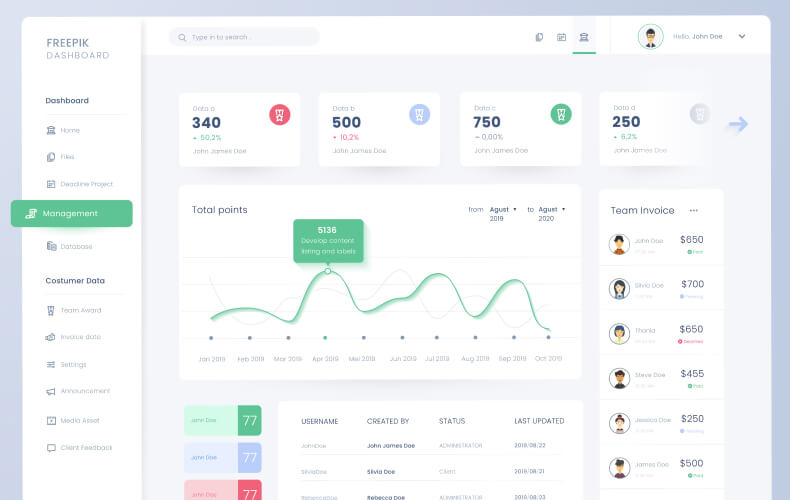 FREEPIK
DASHBOARD
Type in to search..
Hello, John Doe
Dashboard
Home
Files
Deadline Project
Management
Database
Costumer Data
Team Award
Invoice data
Settings
Announcement
Media Asset
Client Feedback
Data a
340
50,2%
John James Doe
Data b
500
10,2%
John James Doe
Data c
750
0,00%
John James Doe
Data d
250
6,2%
John James Doe
Total points
from Agust 2019
to Agust 2020
5136
Develop content
listing and labels
Jan 2019 Feb 2019 Mar 2019 Apr 2019 Mei 2019 Jun 2019 Jul 2019 Aug 2019 Sep 2019 Oct 2019
Team Invoice
John Doe $650
Paid
Silvia Doe $700
Thania $650
Steve Doe $455
Paid
Jessica Doe $250
James Doe $500
Paid
John Doe 77
John Doe 77
John Doe 77
USERNAME CREATED BY STATUS LAST UPDATED
JohnDoe John James Doe ADMINISTRATOR 2019/08/22
SilviaDoe Silvia Doe Client 2019/08/21
RebeccaDoe Rebecca Doe ADMINISTRATOR 2019/08/20